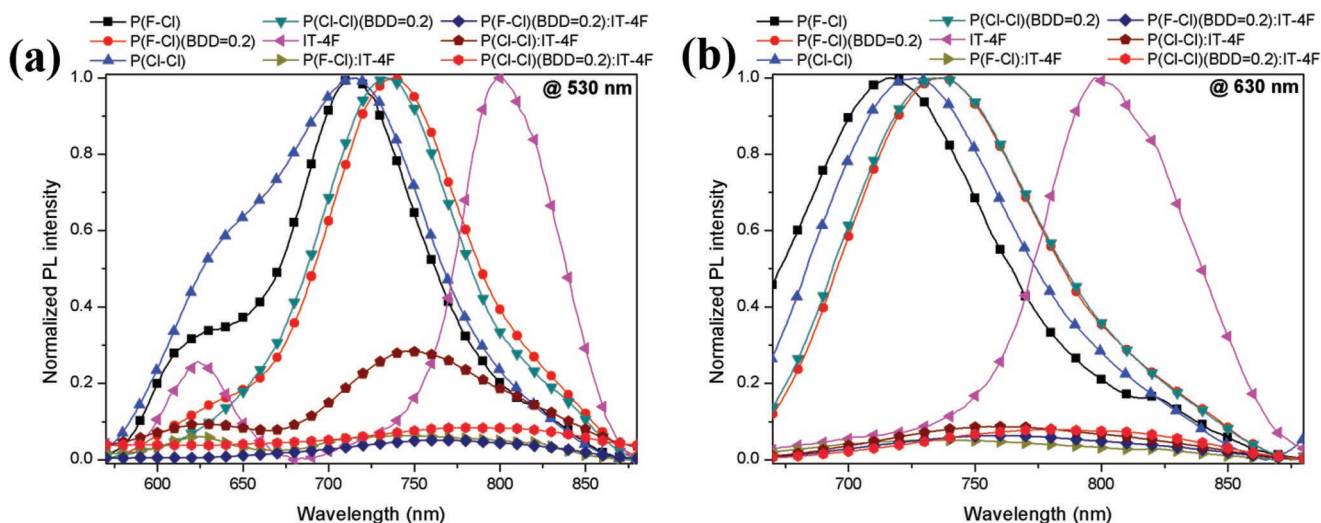 P(F-Cl) P(Cl-Cl)(BDD=0.2) P(F-Cl)(BDD=0.2):IT-4F
P(F-Cl)(BDD=0.2) IT-4F P(Cl-Cl):IT-4F
P(Cl-Cl) P(F-Cl):IT-4F P(Cl-Cl)(BDD=0.2):IT-4F
(a)
@ 530 nm
Normalized PL intensity
1.0
0.8
0.6
0.4
0.2
0.0
600 650 700 750 800 850
Wavelength (nm)
P(F-Cl) P(Cl-Cl)(BDD=0.2) P(F-Cl)(BDD=0.2):IT-4F
P(F-Cl)(BDD=0.2) IT-4F P(Cl-Cl):IT-4F
P(Cl-Cl) P(F-Cl):IT-4F P(Cl-Cl)(BDD=0.2):IT-4F
(b)
@ 630 nm
Normalized PL intensity
1.0
0.8
0.6
0.4
0.2
0.0
700 750 800 850
Wavelength (nm)